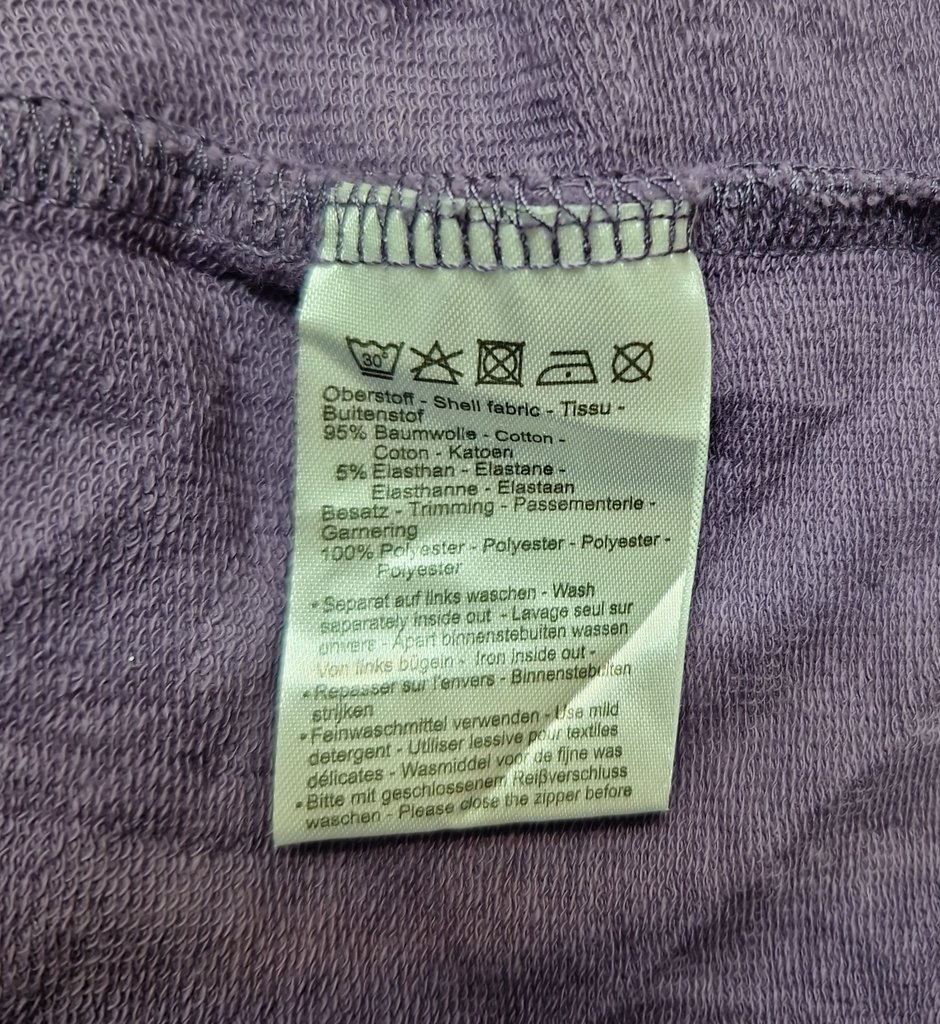 30°
Oberstoff - Shell fabric - Tissu -
Buitenstof
95% Baumwolle - Cotton -
Coton - Katoen
5% Elasthan - Elastane -
Elasthanne - Elastaan
Besatz - Trimming - Passementerie -
Garnering
100% Polyester - Polyester - Polyester -
Polyester
• Separat auf links waschen - Wash
separately inside out - Lavage seul sur
envers - Apart binnenstebuiten wassen
Von links bügeln - Iron inside out -
• Repasser sur l'envers - Binnenstebuiten
strijken
• Feinwaschmittel verwenden - Use mild
detergent - Utiliser lessive pour textiles
délicates - Wasmiddel voor de fijne was
• Bitte mit geschlossenem Reißverschluss
waschen - Please close the zipper before